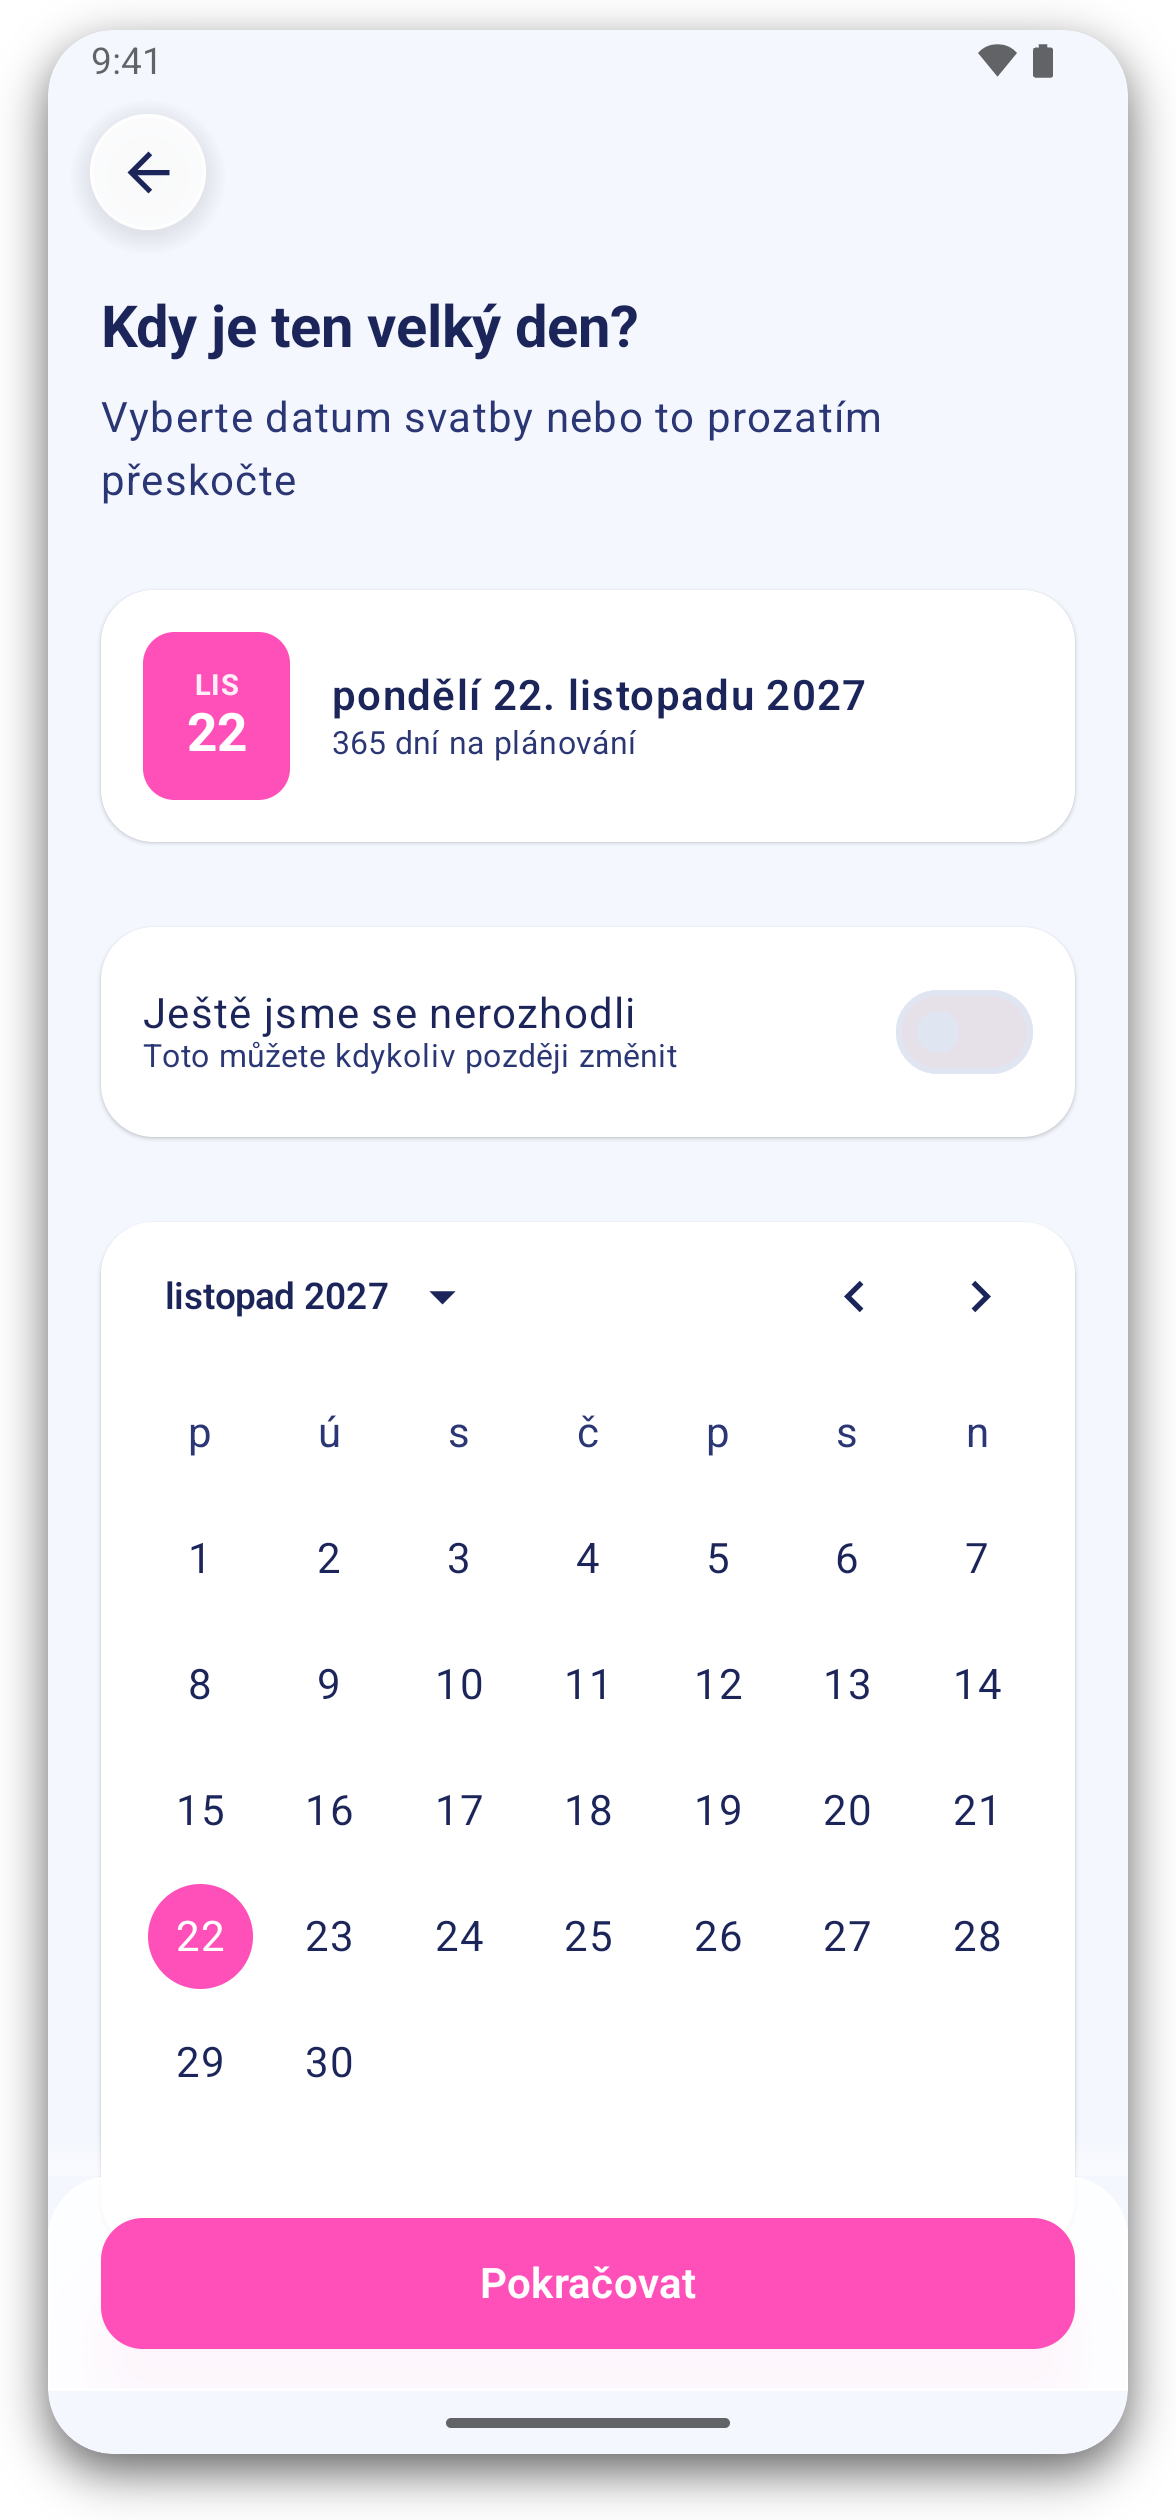 9:41
Kdy je ten velký den?
Vyberte datum svatby nebo to prozatím
přeskočte
LIS
22
pondělí 22. listopadu 2027
365 dní na plánování
Ještě jsme se nerozhodli
Toto můžete kdykoliv později změnit
listopad 2027
p ú s č p s n
1 2 3 4 5 6 7
8 9 10 11 12 13 14
15 16 17 18 19 20 21
22 23 24 25 26 27 28
29 30
Pokračovat